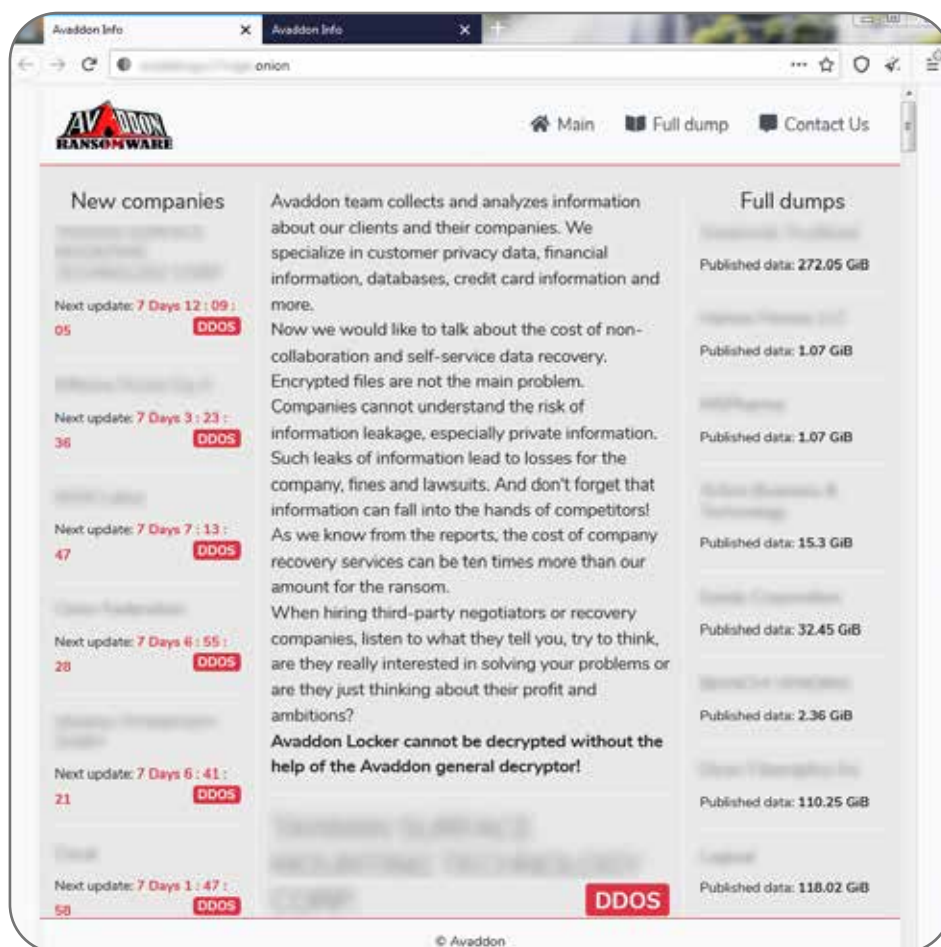 Avaddon Info
Avaddon Info
onion
AVADDON
RANSOMWARE
Main
Full dump
Contact Us
New companies
Next update: 7 Days 12 : 09 :
05
DDOS
Next update: 7 Days 3 : 23 :
36
DDOS
Next update: 7 Days 7 : 13 :
47
DDOS
Next update: 7 Days 6 : 55 :
28
DDOS
Next update: 7 Days 6 : 41 :
21
DDOS
Next update: 7 Days 1 : 47 :
58
DDOS
Avaddon team collects and analyzes information
about our clients and their companies. We
specialize in customer privacy data, financial
information, databases, credit card information and
more.
Now we would like to talk about the cost of non-
collaboration and self-service data recovery.
Encrypted files are not the main problem.
Companies cannot understand the risk of
information leakage, especially private information.
Such leaks of information lead to losses for the
company, fines and lawsuits. And don't forget that
information can fall into the hands of competitors!
As we know from the reports, the cost of company
recovery services can be ten times more than our
amount for the ransom.
When hiring third-party negotiators or recovery
companies, listen to what they tell you, try to think,
are they really interested in solving your problems or
are they just thinking about their profit and
ambitions?
Avaddon Locker cannot be decrypted without the
help of the Avaddon general decryptor!
DDOS
Full dumps
Published data: 272.05 GiB
Published data: 1.07 GiB
Published data: 1.07 GiB
Published data: 15.3 GiB
Published data: 32.45 GiB
Published data: 2.36 GiB
Published data: 110.25 GiB
Published data: 118.02 GiB
© Avaddon